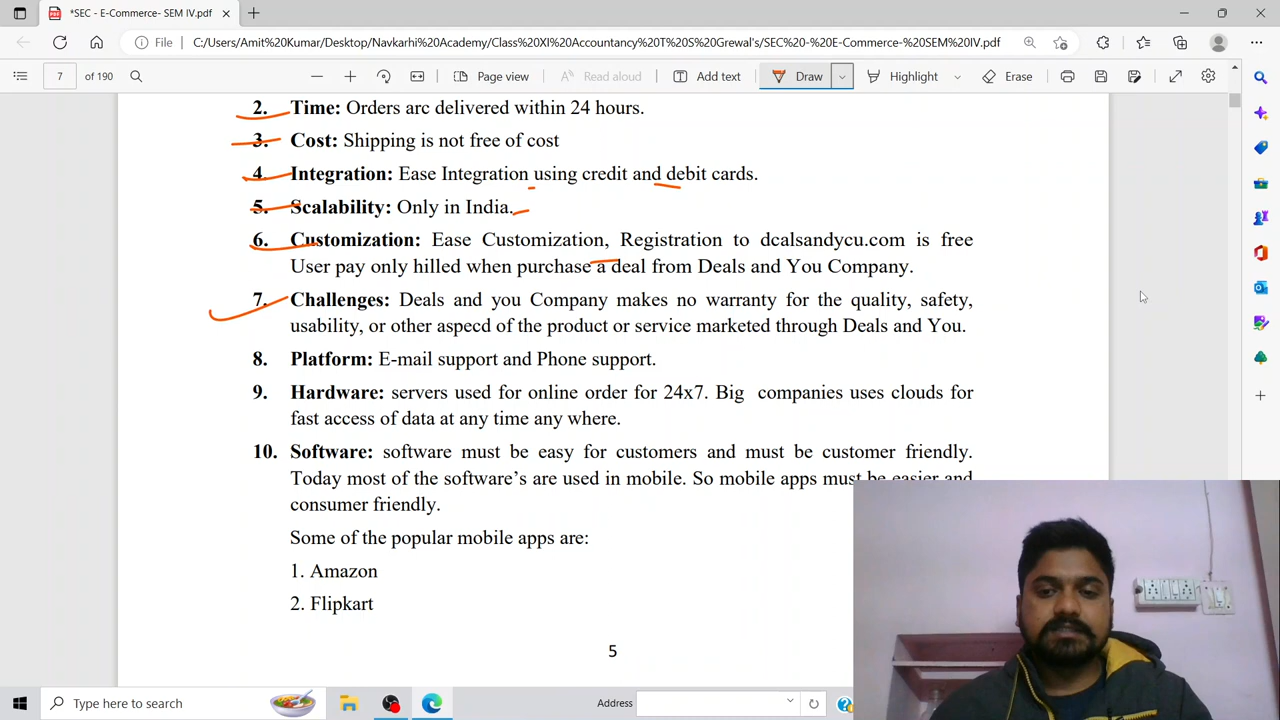 *SEC - E-Commerce- SEM IV.pdf
File C:/Users/Amit%20Kumar/Desktop/Navkarhi%20Academy/Class%20XI%20Accountancy%20T%20S%20Grewal's/SEC%20-%20E-Commerce-%20SEM%20IV.pdf
7 of 190 Page view Read aloud Add text Draw Highlight Erase
2. Time: Orders arc delivered within 24 hours.
3. Cost: Shipping is not free of cost
4. Integration: Ease Integration using credit and debit cards.
5. Scalability: Only in India.
6. Customization: Ease Customization, Registration to dcalsandycu.com is free
User pay only hilled when purchase a deal from Deals and You Company.
7. Challenges: Deals and you Company makes no warranty for the quality, safety,
usability, or other aspecd of the product or service marketed through Deals and You.
8. Platform: E-mail support and Phone support.
9. Hardware: servers used for online order for 24x7. Big companies uses clouds for
fast access of data at any time any where.
10. Software: software must be easy for customers and must be customer friendly.
Today most of the software's are used in mobile. So mobile apps must be easier and
consumer friendly.
Some of the popular mobile apps are:
1. Amazon
2. Flipkart
5
Type here to search
Address